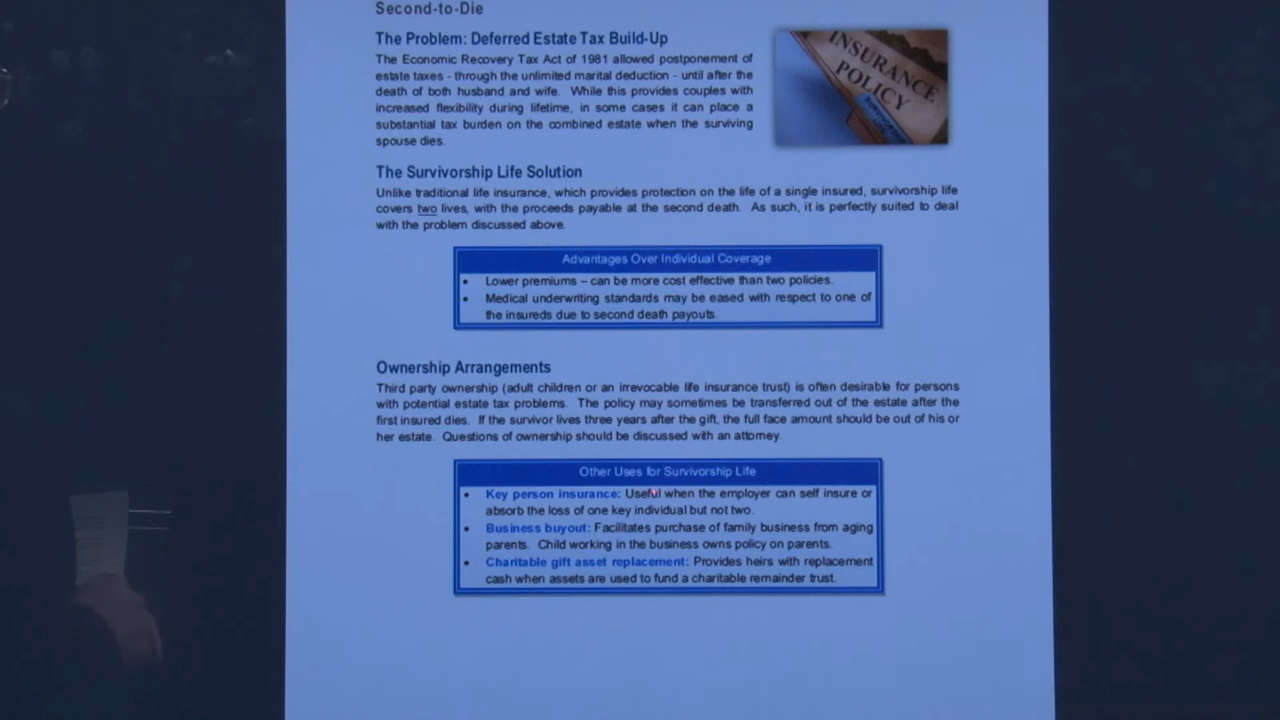 Second-to-Die
The Problem: Deferred Estate Tax Build-Up
The Economic Recovery Tax Act of 1981 allowed postponement of
estate taxes - through the unlimited marital deduction - until after the
death of both husband and wife. While this provides couples with
increased flexibility during lifetime, in some cases it can place a
substantial tax burden on the combined estate when the surviving
spouse dies.
INSURANCE
POLICY
The Survivorship Life Solution
Unlike traditional life insurance, which provides protection on the life of a single insured, survivorship life
covers two lives, with the proceeds payable at the second death. As such, it is perfectly suited to deal
with the problem discussed above.
Advantages Over Individual Coverage
• Lower premiums – can be more cost effective than two policies.
• Medical underwriting standards may be eased with respect to one of
the insureds due to second death payouts.
Ownership Arrangements
Third party ownership (adult children or an irrevocable life insurance trust) is often desirable for persons
with potential estate tax problems. The policy may sometimes be transferred out of the estate after the
first insured dies. If the survivor lives three years after the gift, the full face amount should be out of his or
her estate. Questions of ownership should be discussed with an attorney.
Other Uses for Survivorship Life
• Key person insurance: Useful when the employer can self insure or
absorb the loss of one key individual but not two.
• Business buyout: Facilitates purchase of family business from aging
parents. Child working in the business owns policy on parents.
• Charitable gift asset replacement: Provides heirs with replacement
cash when assets are used to fund a charitable remainder trust.